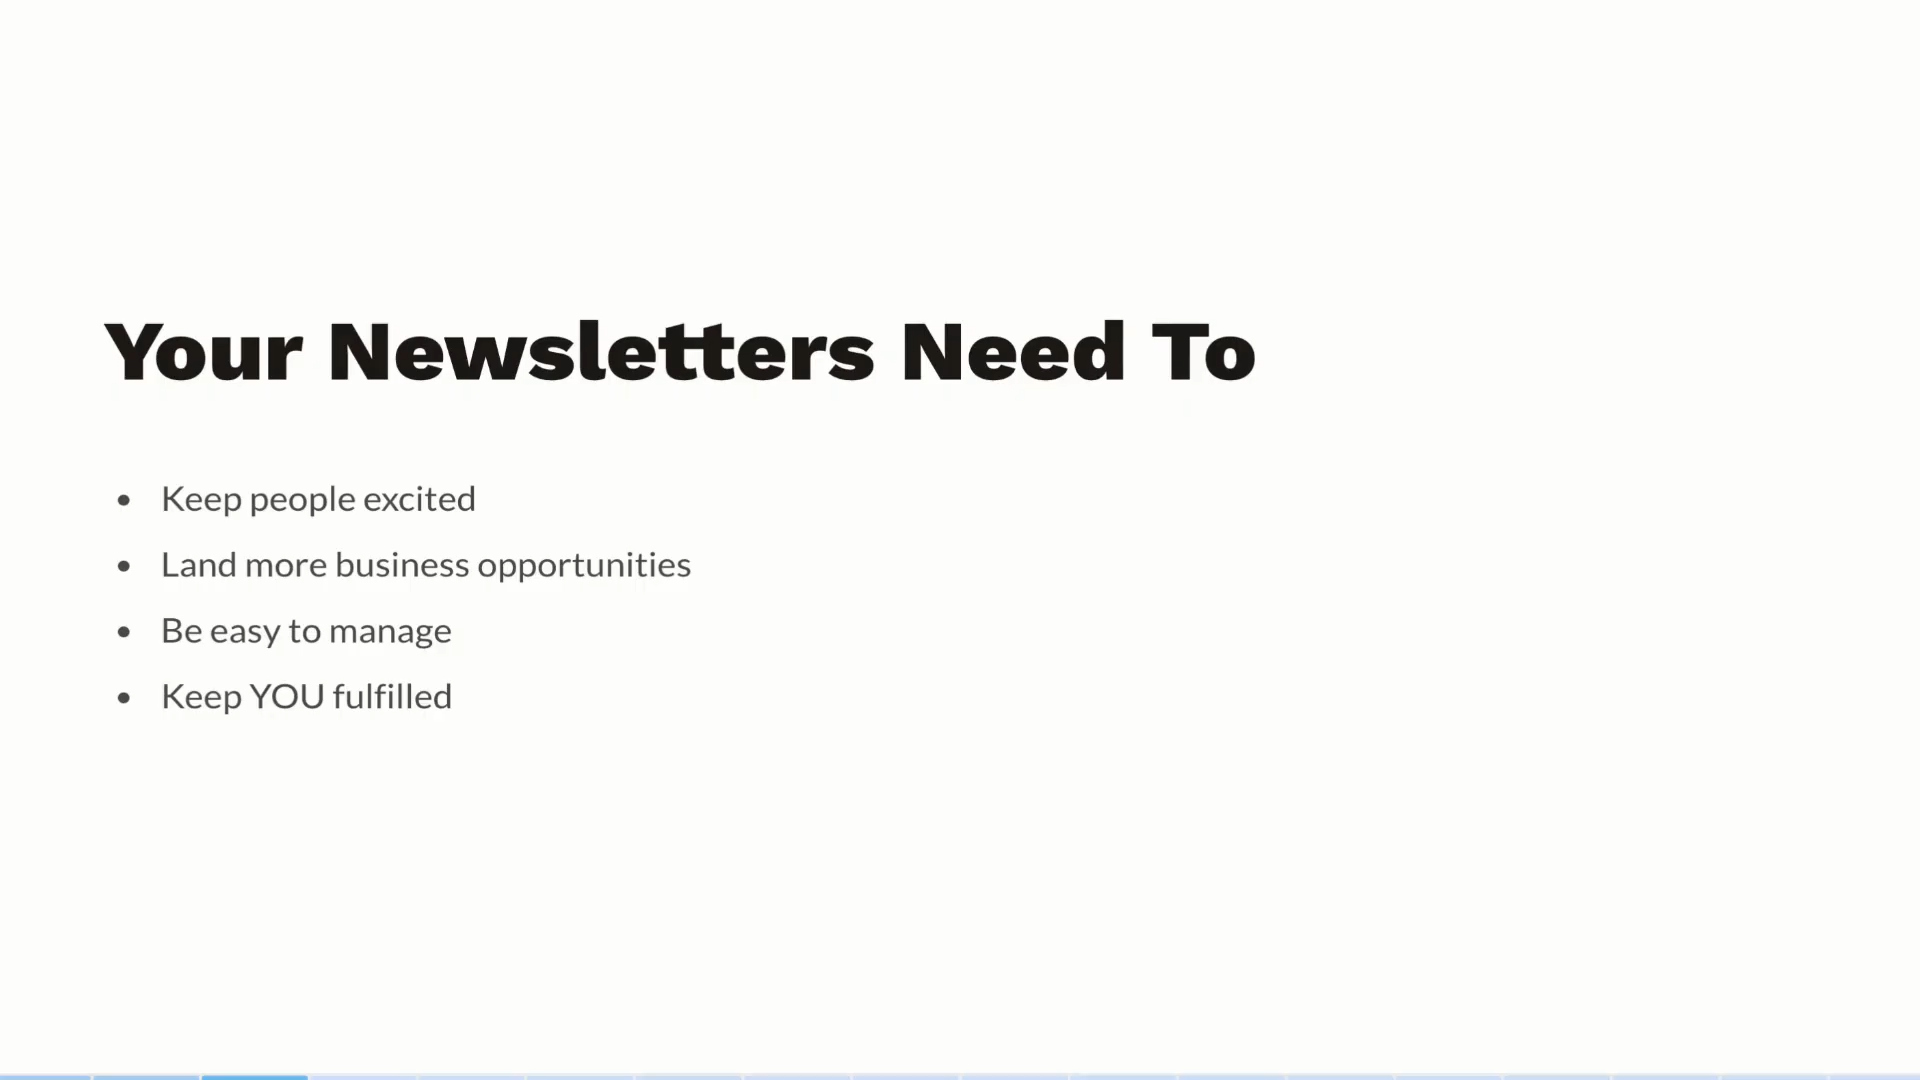 Your Newsletters Need To
• Keep people excited
• Land more business opportunities
• Be easy to manage
• Keep YOU fulfilled